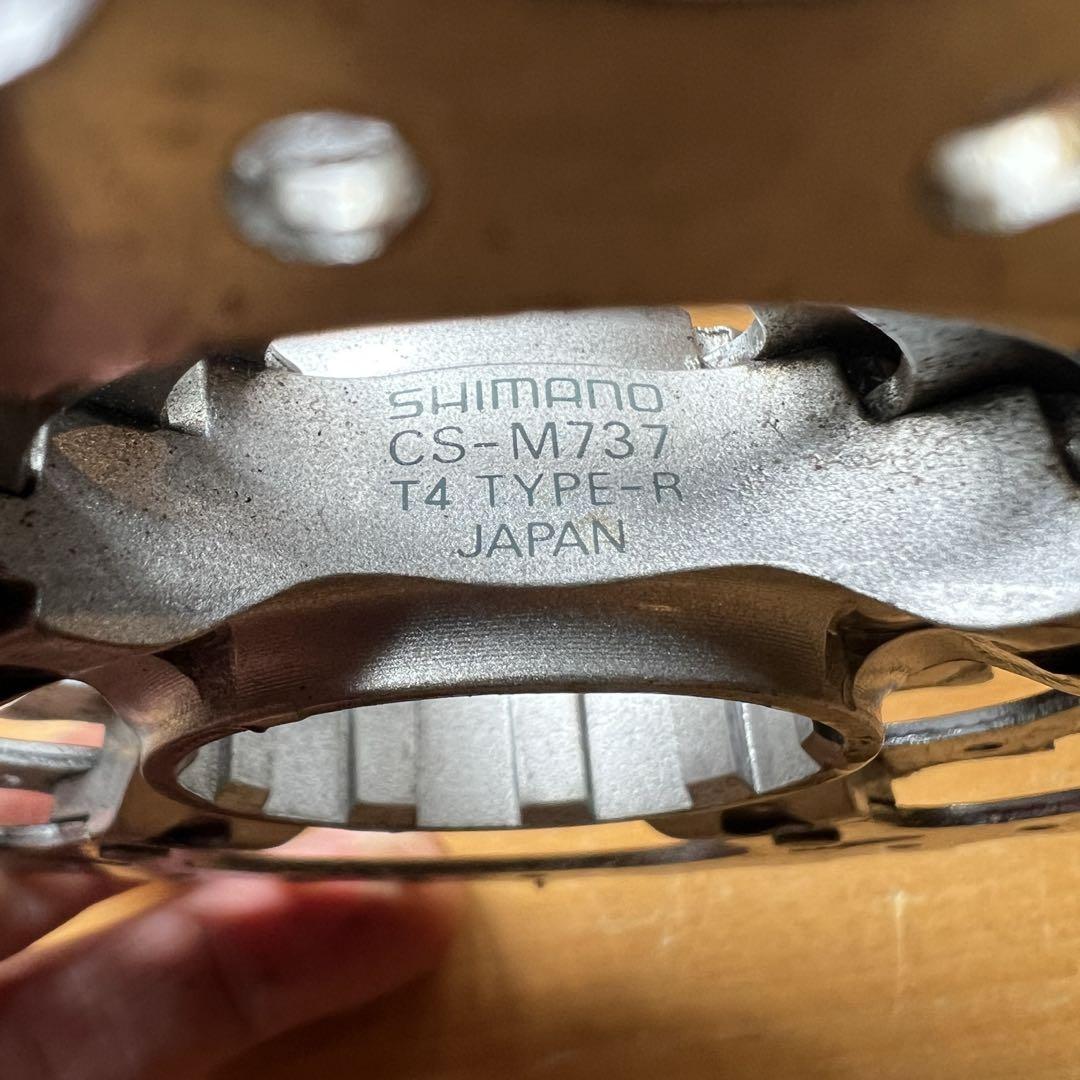 SHIMANO
CS-M737
T4 TYPE-R
JAPAN